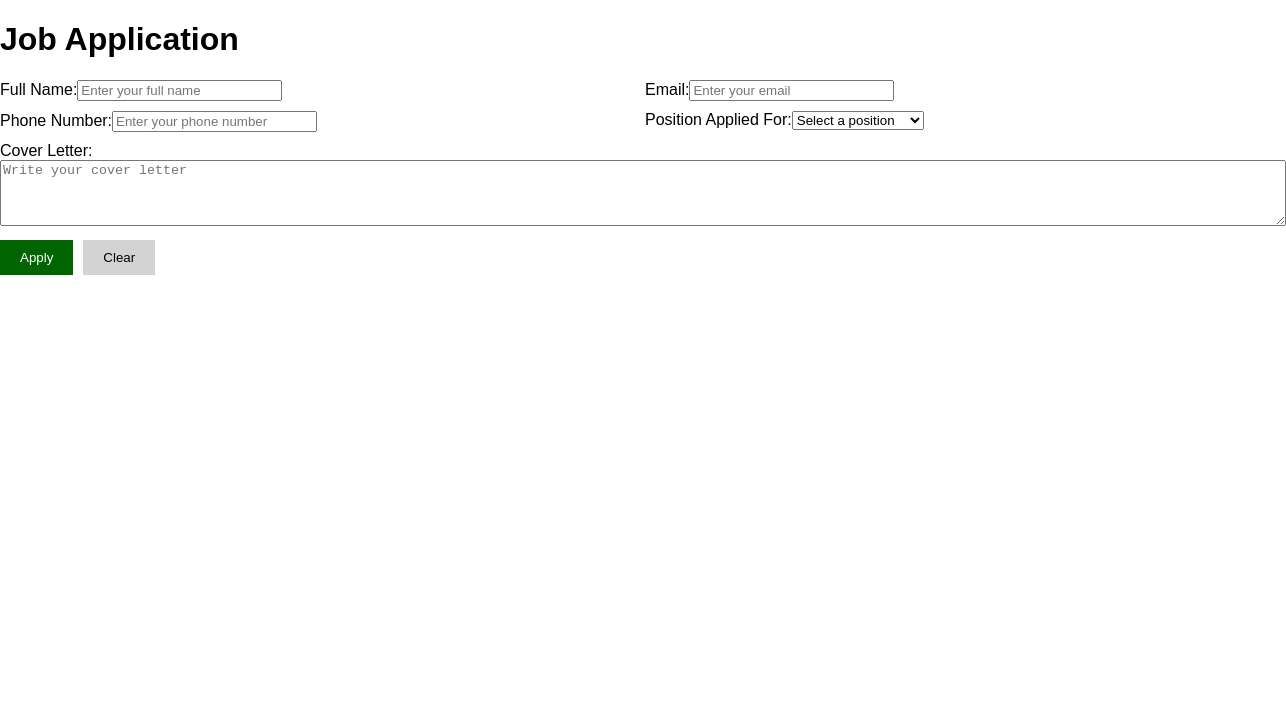 Job Application
Full Name: Enter your full name
Email: Enter your email
Phone Number: Enter your phone number
Position Applied For: Select a position
Cover Letter:
Write your cover letter
Apply Clear